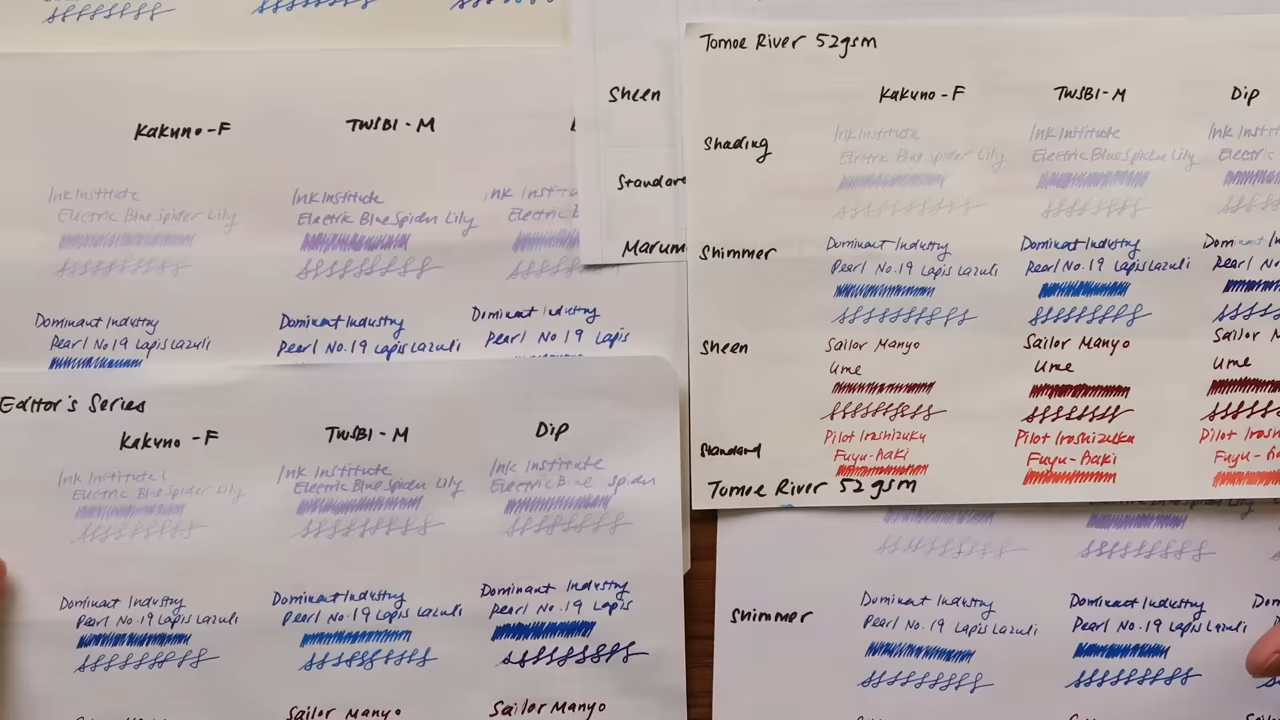 Kakuno-F TWSBI-M
Ink Institute Ink Institute Ink Institute
Electric Blue Spider Lily Electric Blue Spider Lily Electric
Dominant Industry Dominant Industry Dominant Industry
Pearl No 19 Lapis Lazuli Pearl No.19 Lapis Lazuli Pearl No 19 Lapis
Sheen
Standard
Tomoe River 52gsm
Kakuno-F TWSBI-M Dip
Shading
Ink Institute Ink Institute
Electric Blue Spider Lily Electric Blue Spider Lily Electric
Shimmer
Dominant Industry Dominant Industry
Pearl No.19 Lapis Lazuli Pearl No.19 Lapis Lazuli Pearl No
Sheen
Sailor Manyo Sailor Manyo Sailor
Ume Ume Ume
Standard
Pilot Iroshizuku Pilot Iroshizuku Pilot
Fuyu-Gaki Fuyu-Gaki
Tomoe River 52gsm
Editor's Series
Kakuno-F TWSBI-M Dip
Ink Institute Ink Institute Ink Institute
Electric Blue Spider Lily Electric Blue Spider Lily Electric Blue Spider
Dominant Industry Dominant Industry Dominant Industry
Pearl No.19 Lapis Lazuli Pearl No.19 Lapis Lazuli Pearl No.19 Lapis
Sailor Manyo Sailor Manyo
Shimmer
Dominant Industry Dominant Industry
Pearl No.19 Lapis Lazuli Pearl No.19 Lapis Lazuli